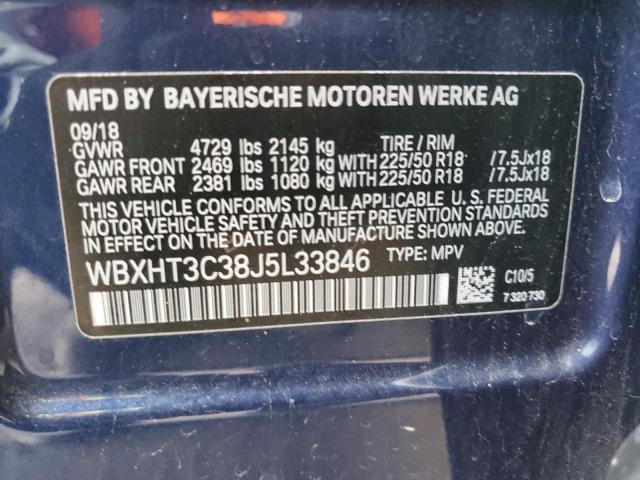 MFD BY BAYERISCHE MOTOREN WERKE AG
09/18
GVWR 4729 lbs 2145 kg TIRE / RIM
GAWR FRONT 2469 lbs 1120 kg WITH 225/50 R18 /7.5Jx18
GAWR REAR 2381 lbs 1080 kg WITH 225/50 R18 /7.5Jx18
THIS VEHICLE CONFORMS TO ALL APPLICABLE U. S. FEDERAL
MOTOR VEHICLE SAFETY AND THEFT PREVENTION STANDARDS
IN EFFECT ON THE DATE OF MANUFACTURE SHOWN ABOVE.
WBXHT3C38J5L33846 TYPE: MPV
C10/5
7 320 730